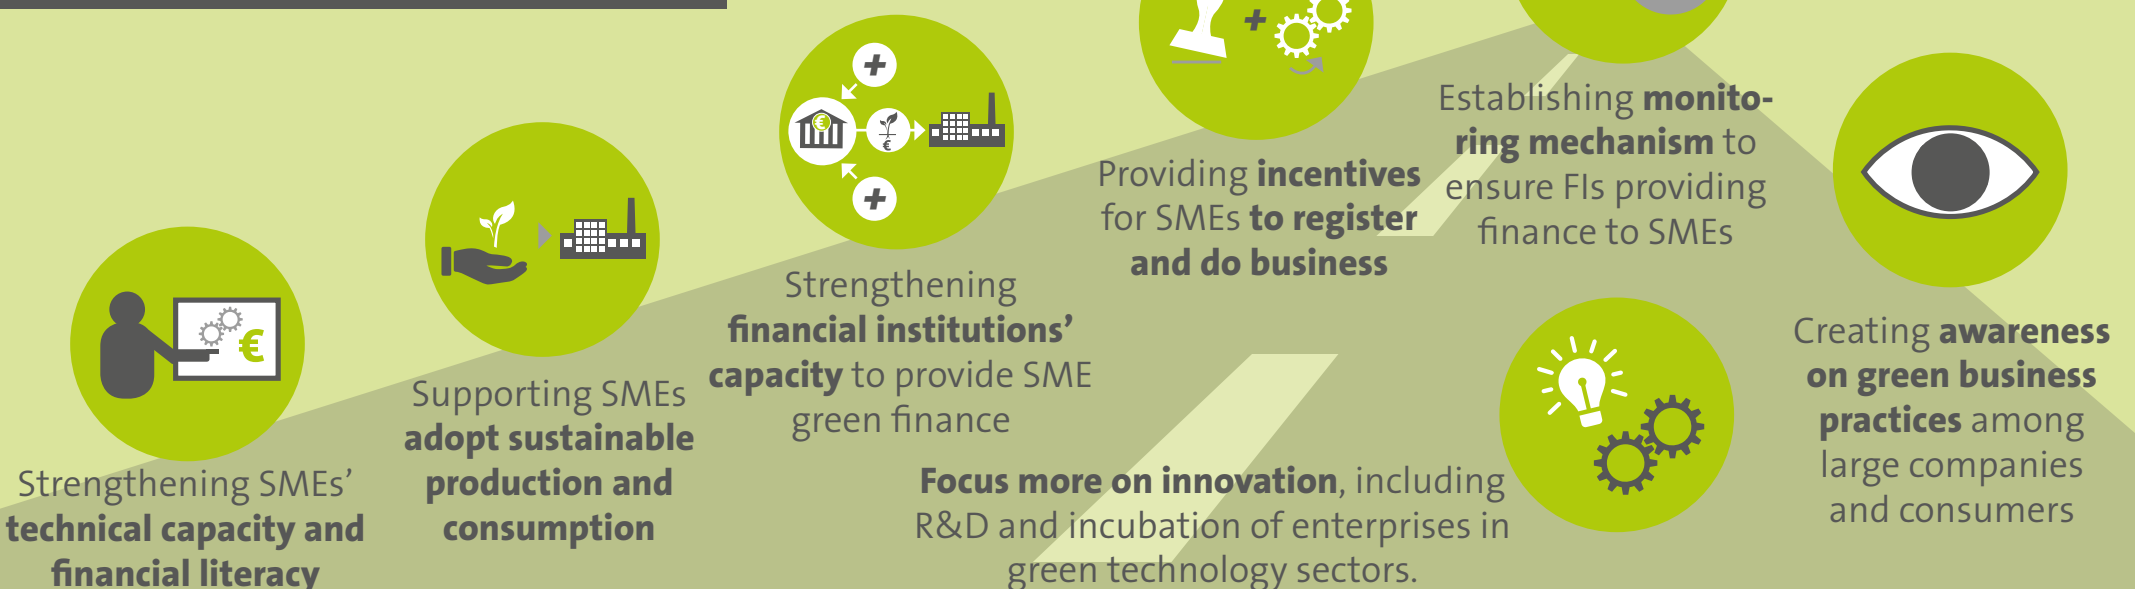 Strengthening SMEs’
technical capacity and
financial literacy
Supporting SMEs
adopt sustainable
production and
consumption
Strengthening
financial institutions’
capacity to provide SME
green finance
Providing incentives
for SMEs to register
and do business
Establishing monito-
ring mechanism to
ensure FIs providing
finance to SMEs
Creating awareness
on green business
practices among
large companies
and consumers
Focus more on innovation, including
R&D and incubation of enterprises in
green technology sectors.